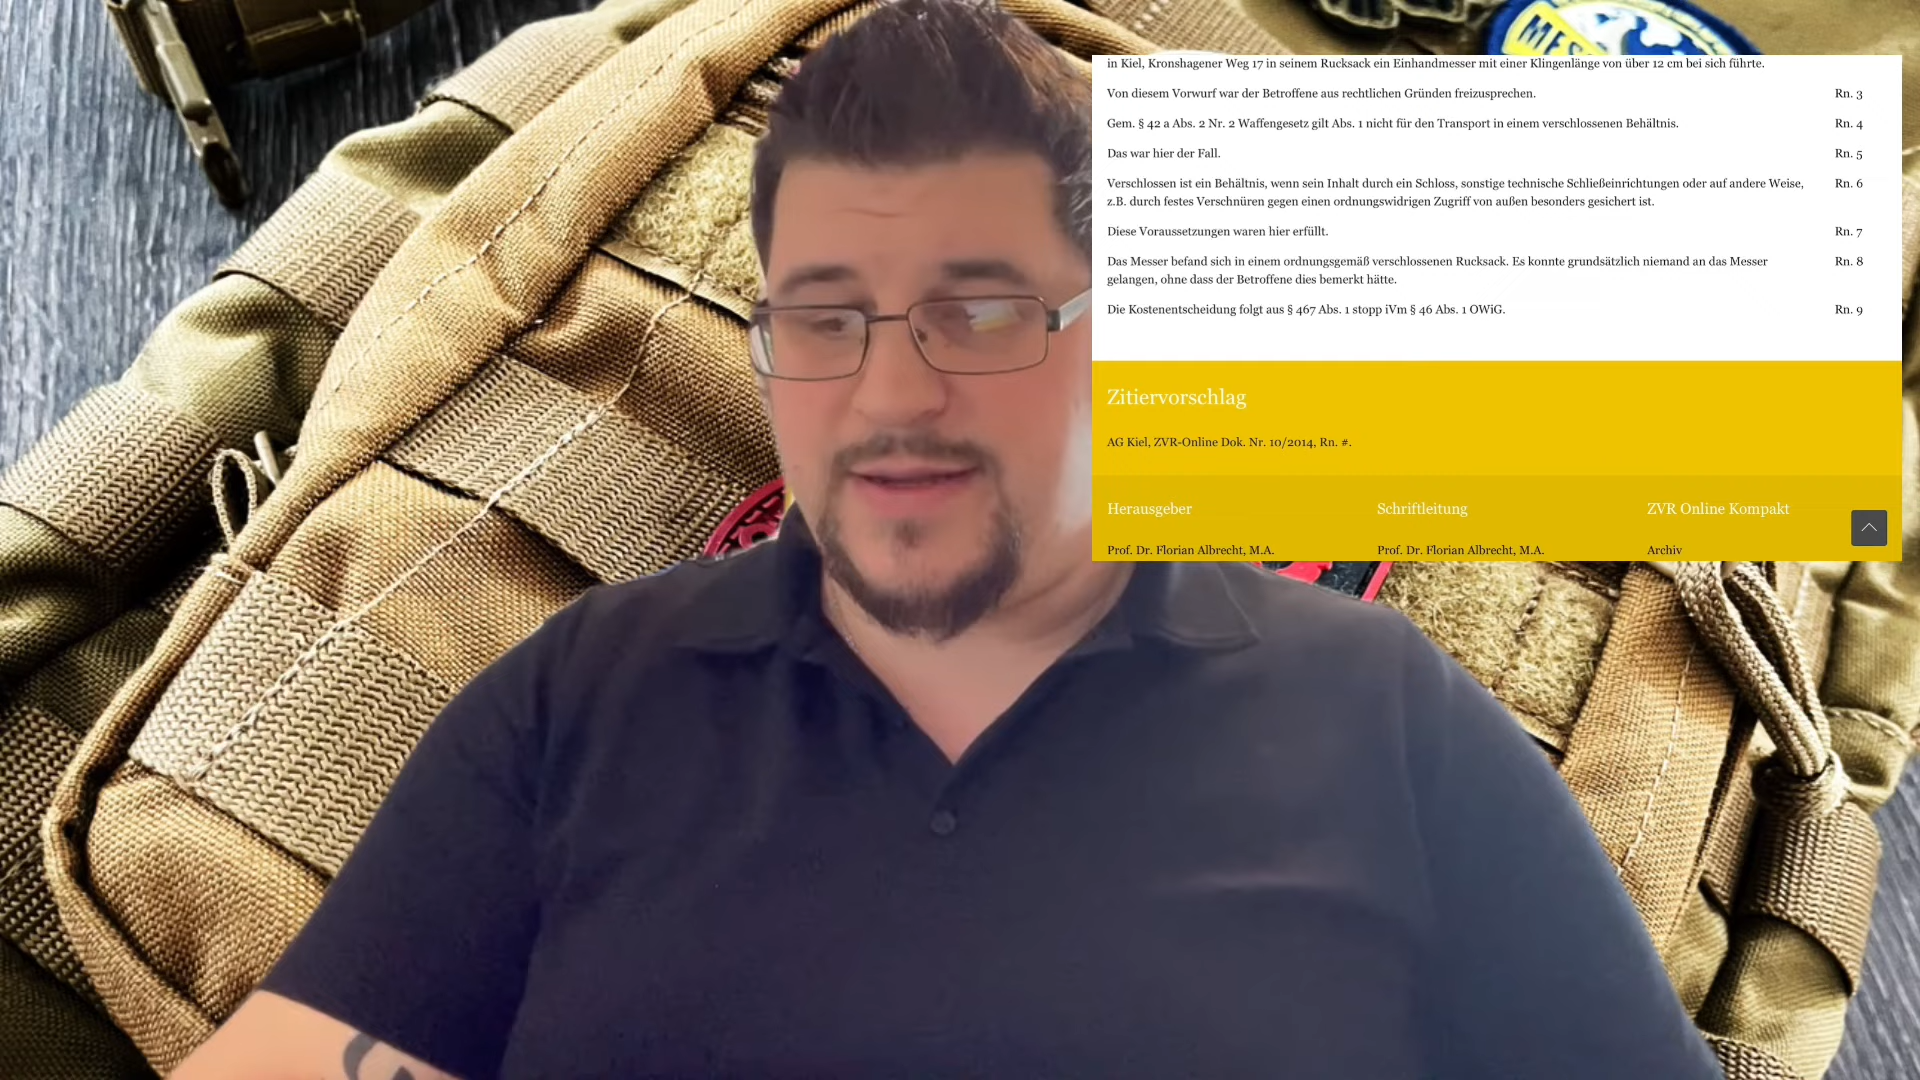 MES
in Kiel, Kronshagener Weg 17 in seinem Rucksack ein Einhandmesser mit einer Klingenlänge von über 12 cm bei sich führte.
Von diesem Vorwurf war der Betroffene aus rechtlichen Gründen freizusprechen. Rn. 3
Gem. § 42 a Abs. 2 Nr. 2 Waffengesetz gilt Abs. 1 nicht für den Transport in einem verschlossenen Behältnis. Rn. 4
Das war hier der Fall. Rn. 5
Verschlossen ist ein Behältnis, wenn sein Inhalt durch ein Schloss, sonstige technische Schließeinrichtungen oder auf andere Weise, Rn. 6
z.B. durch festes Verschnüren gegen einen ordnungswidrigen Zugriff von außen besonders gesichert ist.
Diese Voraussetzungen waren hier erfüllt. Rn. 7
Das Messer befand sich in einem ordnungsgemäß verschlossenen Rucksack. Es konnte grundsätzlich niemand an das Messer Rn. 8
gelangen, ohne dass der Betroffene dies bemerkt hätte.
Die Kostenentscheidung folgt aus § 467 Abs. 1 stopp iVm § 46 Abs. 1 OWiG. Rn. 9
Zitiervorschlag
AG Kiel, ZVR-Online Dok. Nr. 10/2014, Rn. #.
Herausgeber Schriftleitung ZVR Online Kompakt
Prof. Dr. Florian Albrecht, M.A. Prof. Dr. Florian Albrecht, M.A. Archiv